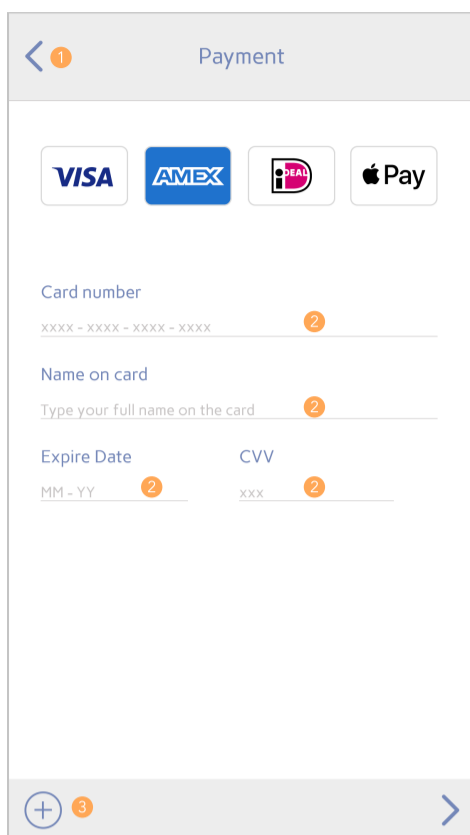 1 Payment
VISA AMEX iDEAL Pay
Card number
xxxx - xxxx - xxxx - xxxx 2
Name on card
Type your full name on the card 2
Expire Date CVV
MM - YY 2 xxx 2
3